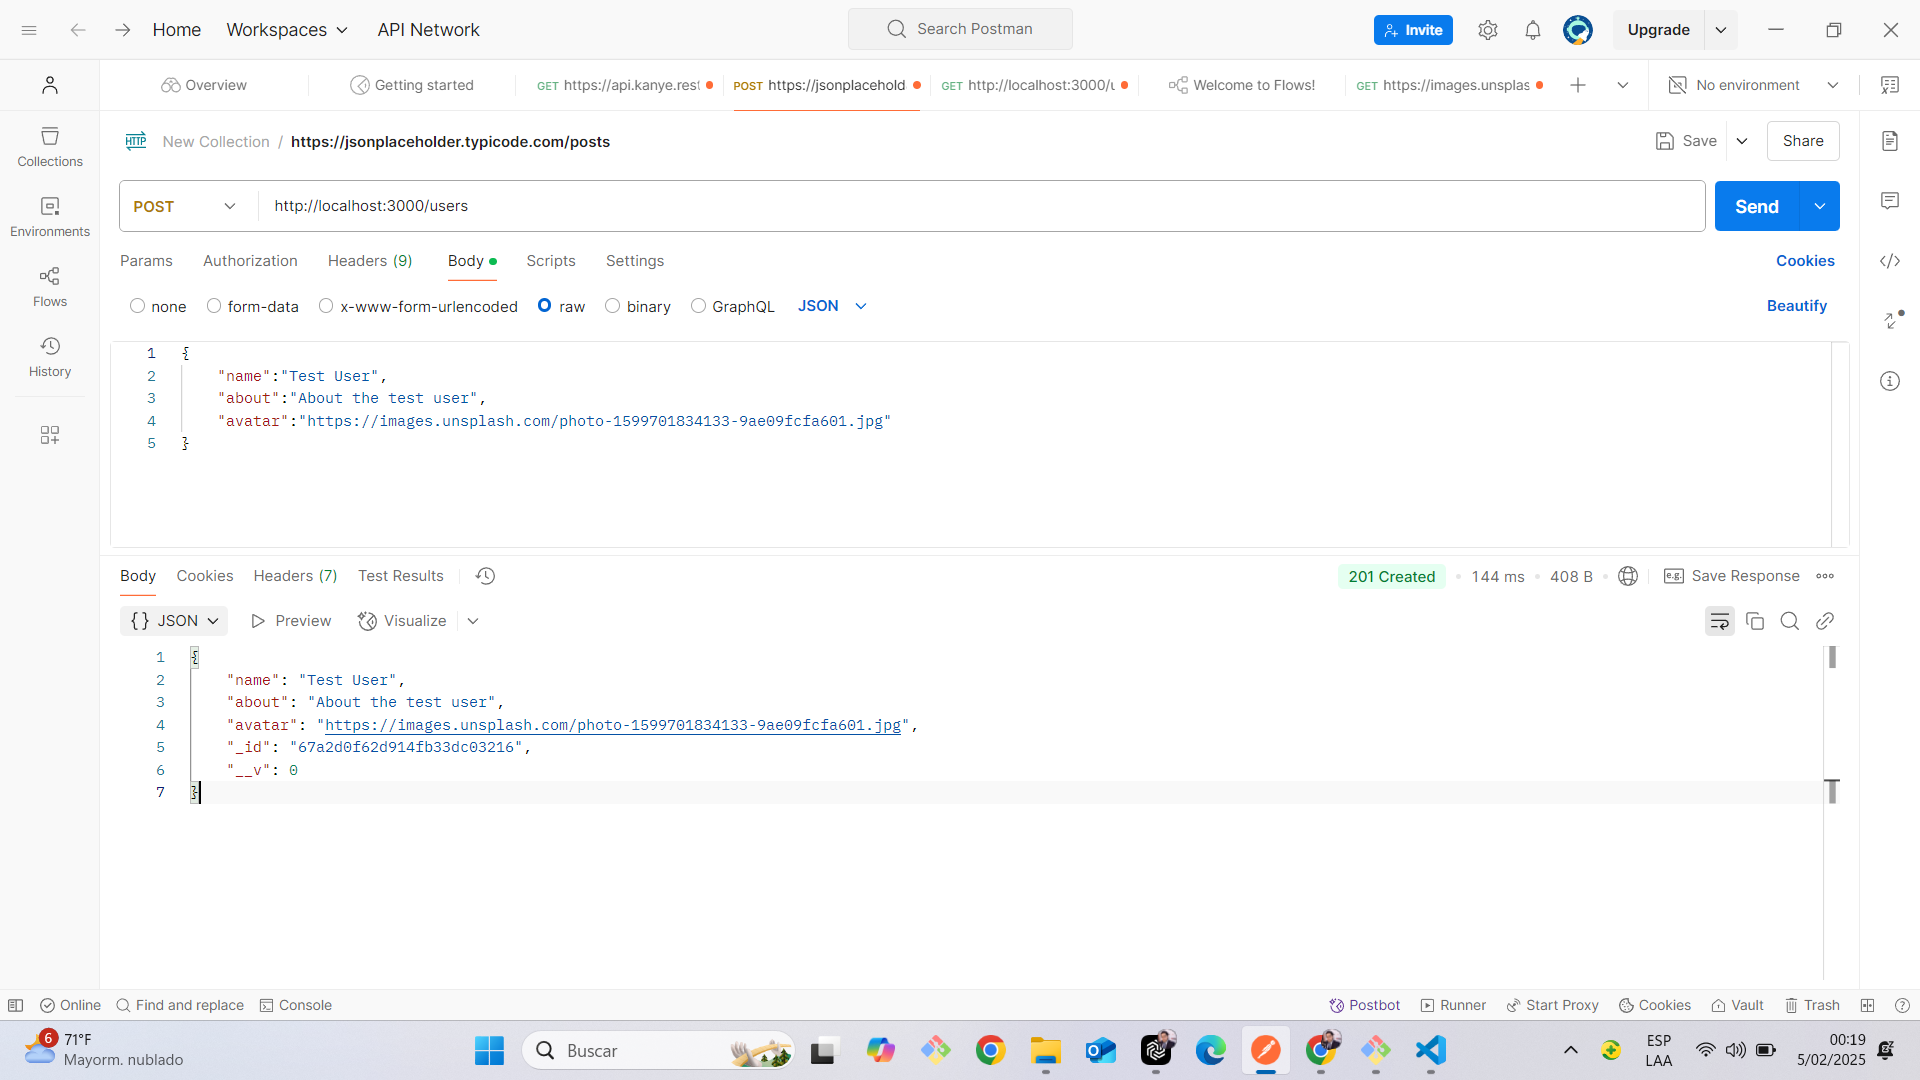 Home Workspaces API Network Search Postman Invite Upgrade
Overview Getting started GET https://api.kanye.rest POST https://jsonplacehold GET http://localhost:3000/u Welcome to Flows! GET https://images.unsplas No environment
HTTP New Collection / https://jsonplaceholder.typicode.com/posts Save Share
Collections
Environments
Flows
History
POST http://localhost:3000/users Send
Params Authorization Headers (9) Body Scripts Settings Cookies
none form-data x-www-form-urlencoded raw binary GraphQL JSON Beautify
1 {
2 "name":"Test User",
3 "about":"About the test user",
4 "avatar":"https://images.unsplash.com/photo-1599701834133-9ae09fcfa601.jpg"
5 }
Body Cookies Headers (7) Test Results 201 Created 144 ms 408 B e.g. Save Response
{} JSON Preview Visualize
1 {
2 "name": "Test User",
3 "about": "About the test user",
4 "avatar": "https://images.unsplash.com/photo-1599701834133-9ae09fcfa601.jpg",
5 "_id": "67a2d0f62d914fb33dc03216",
6 "__v": 0
7 }
Online Find and replace Console Postbot Runner Start Proxy Cookies Vault Trash
6 71°F
Mayorm. nublado
Buscar
ESP
LAA
00:19
5/02/2025